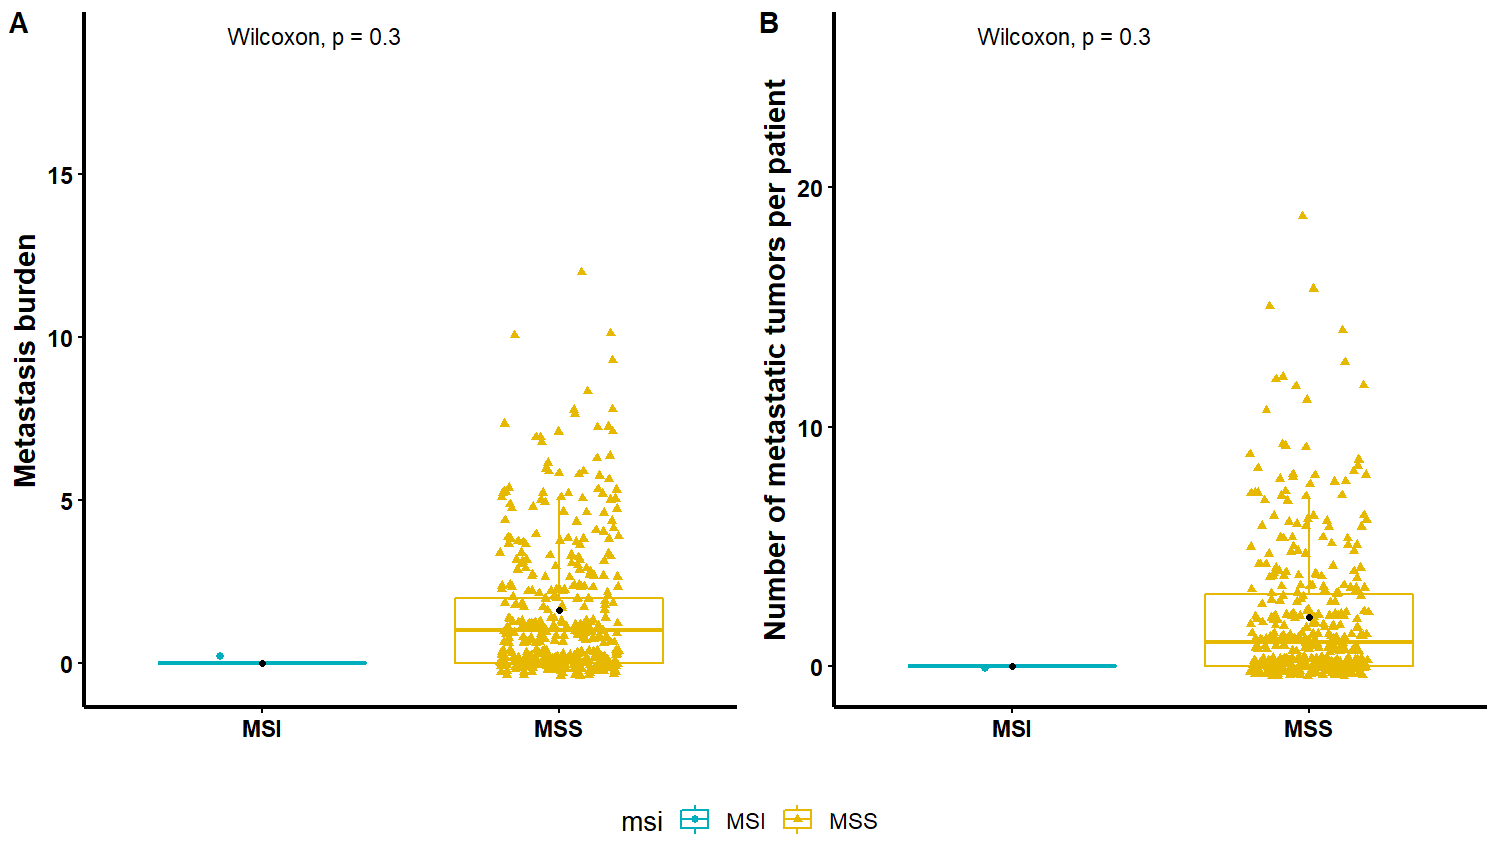 A
Wilcoxon, p = 0.3
Metastasis burden
15
10
5
0
MSI
MSS
B
Wilcoxon, p = 0.3
Number of metastatic tumors per patient
20
10
0
MSI
MSS
msi
MSI
MSS